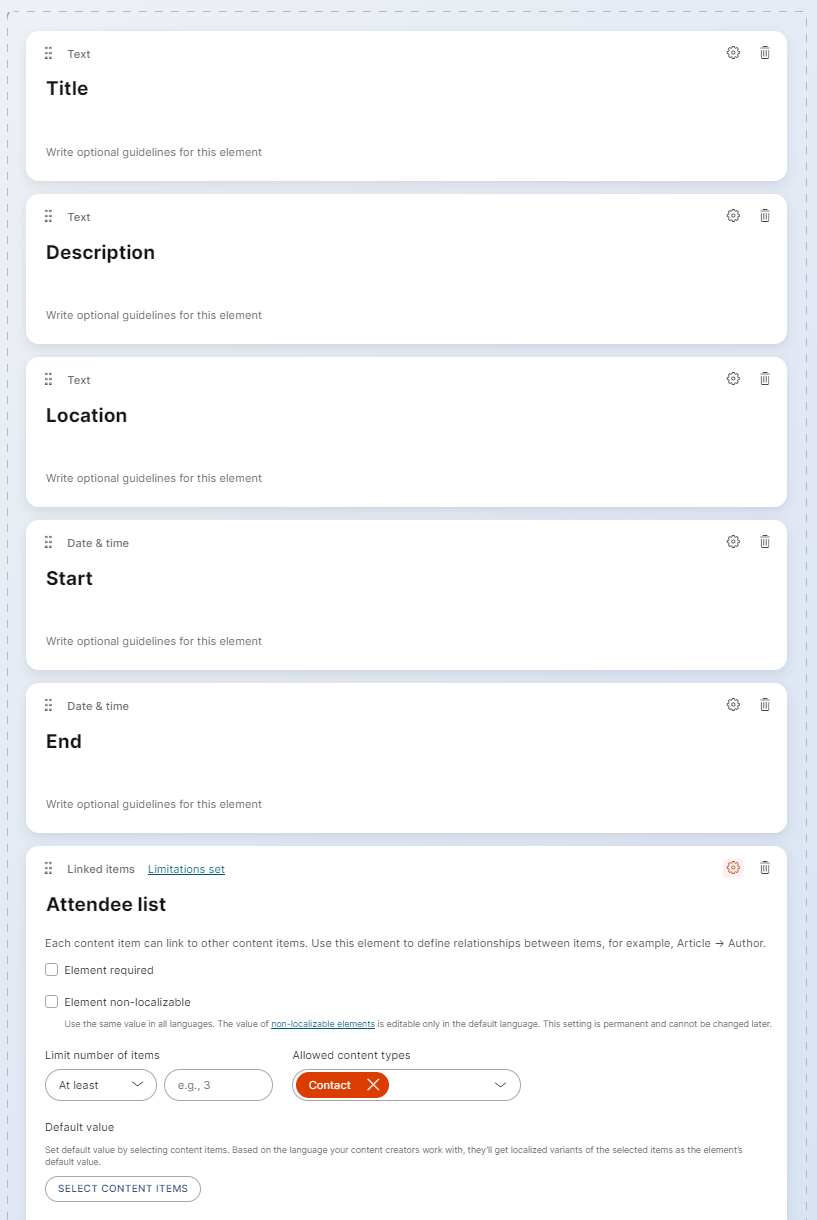 Text
Title
Write optional guidelines for this element
Text
Description
Write optional guidelines for this element
Text
Location
Write optional guidelines for this element
Date & time
Start
Write optional guidelines for this element
Date & time
End
Write optional guidelines for this element
Linked items Limitations set
Attendee list
Each content item can link to other content items. Use this element to define relationships between items, for example, Article → Author.
Element required
Element non-localizable
Use the same value in all languages. The value of non-localizable elements is editable only in the default language. This setting is permanent and cannot be changed later.
Limit number of items Allowed content types
At least e.g., 3 Contact
Default value
Set default value by selecting content items. Based on the language your content creators work with, they'll get localized variants of the selected items as the element's
default value.
SELECT CONTENT ITEMS